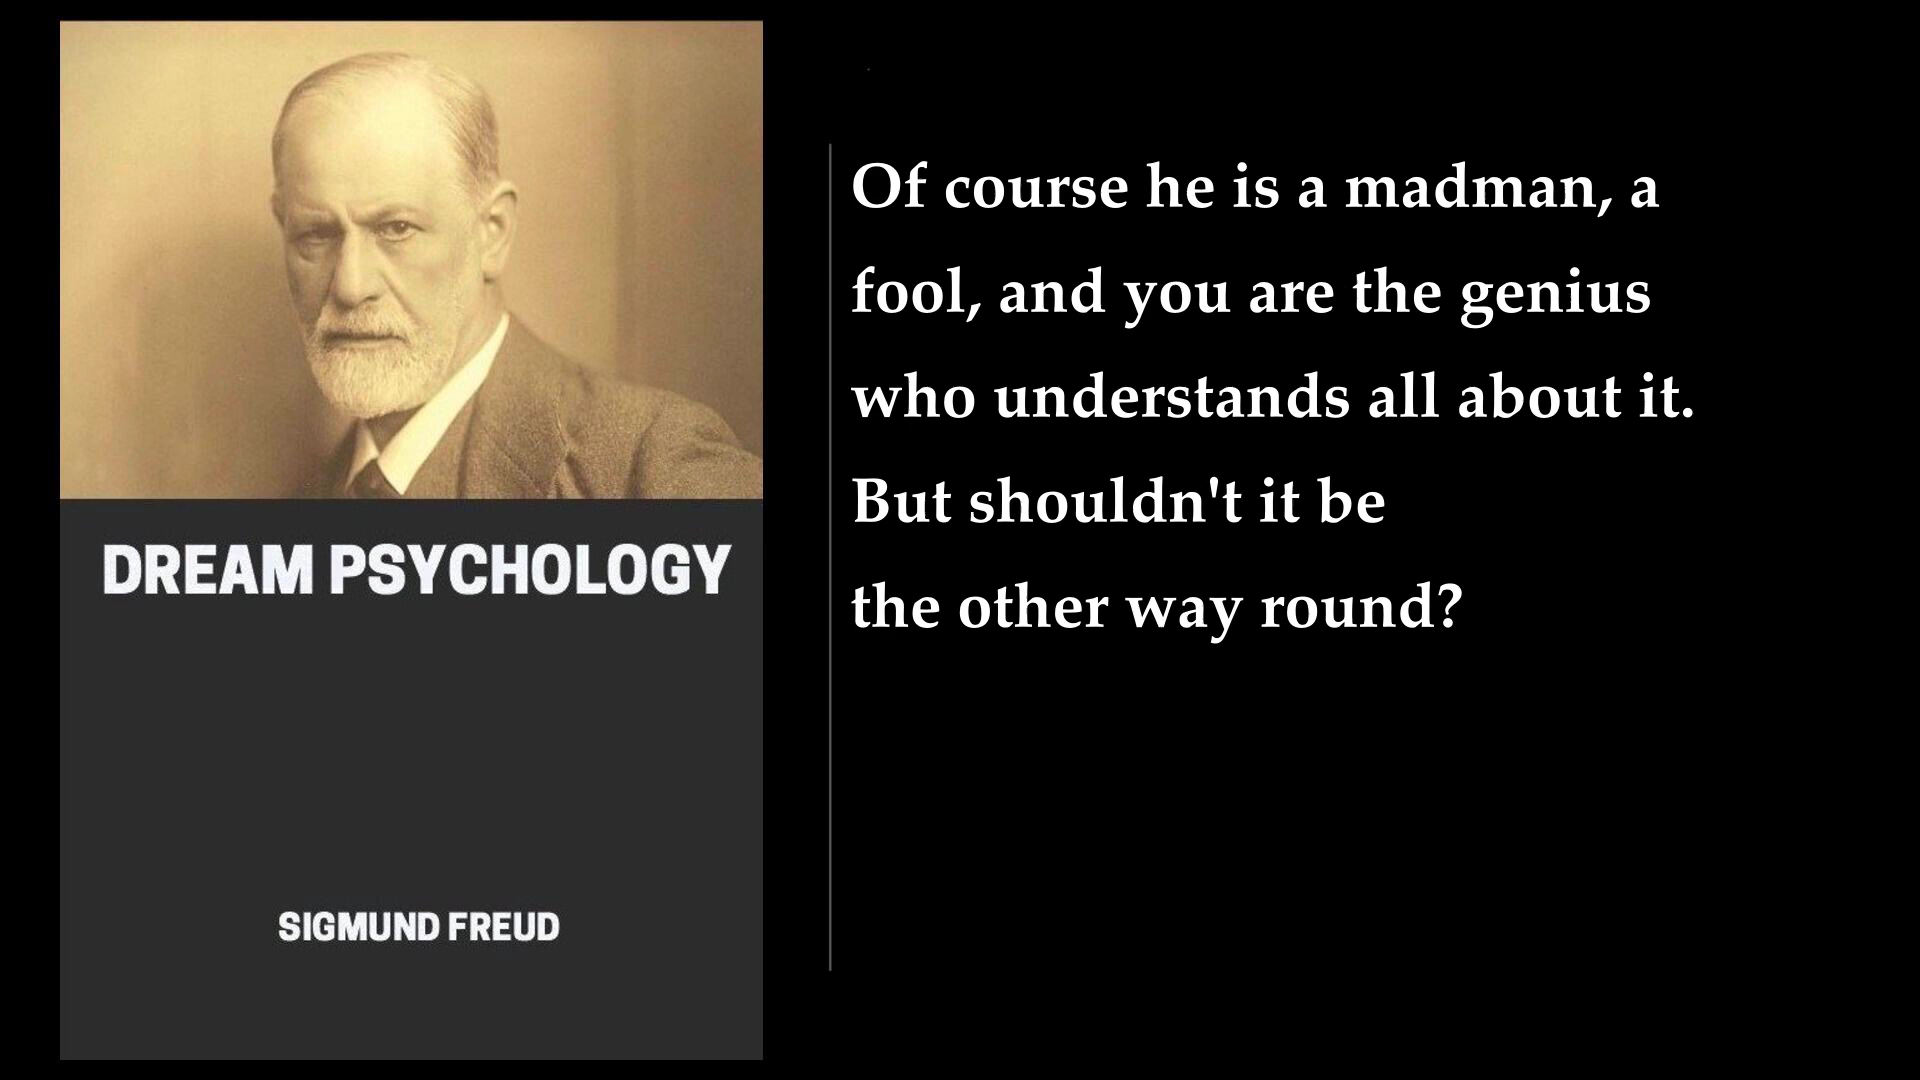 DREAM PSYCHOLOGY
SIGMUND FREUD
Of course he is a madman, a
fool, and you are the genius
who understands all about it.
But shouldn't it be
the other way round?